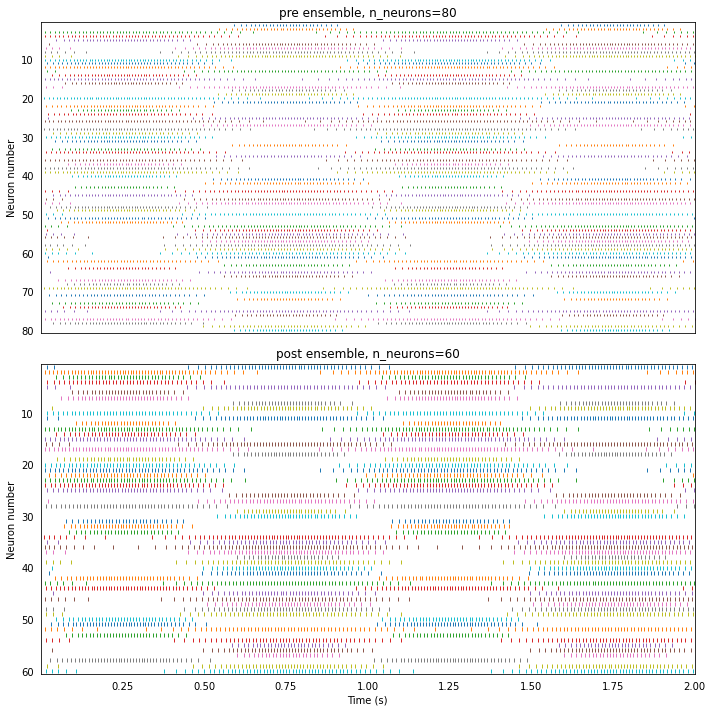 pre ensemble, n_neurons=80
10
20
30
40
50
60
70
80
Neuron number
post ensemble, n_neurons=60
10
20
30
40
50
60
Neuron number
0.25 0.50 0.75 1.00 1.25 1.50 1.75 2.00
Time (s)